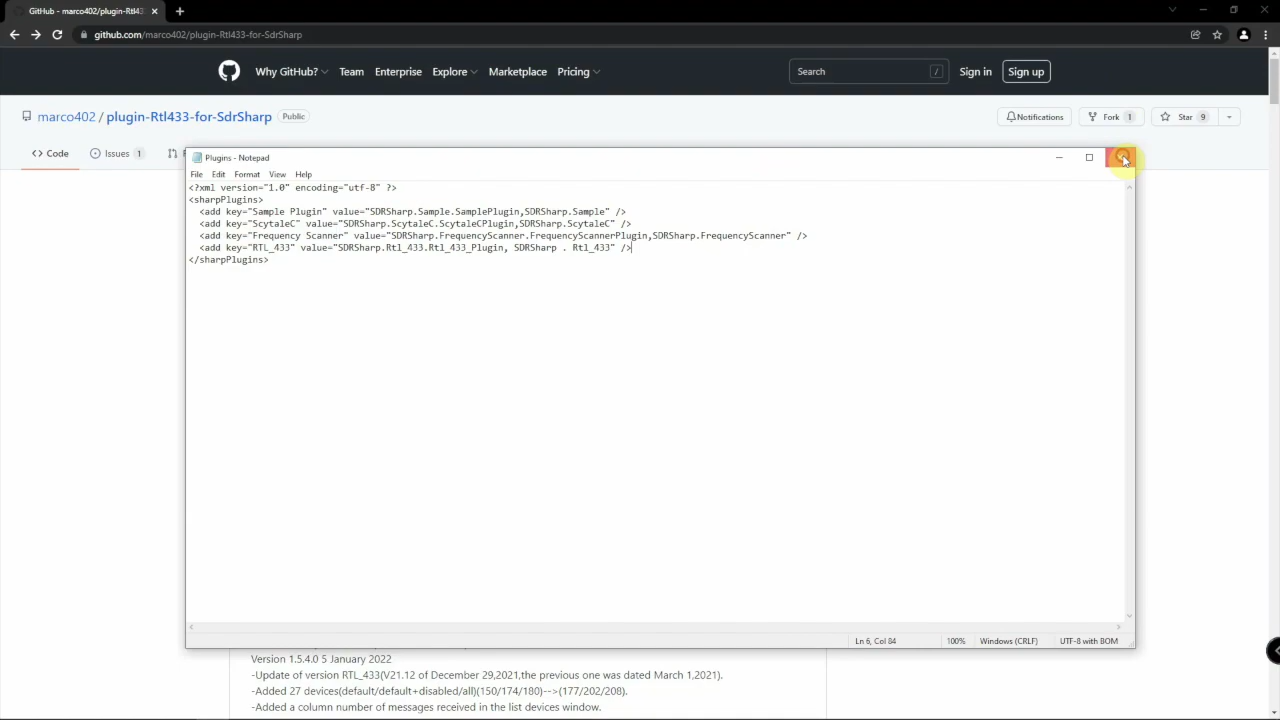 GitHub - marco402/plugin-Rtl43
github.com/marco402/plugin-Rtl433-for-SdrSharp
Why GitHub? Team Enterprise Explore Marketplace Pricing Search / Sign in Sign up
marco402 / plugin-Rtl433-for-SdrSharp Public Notifications Fork 1 Star 9
<> Code Issues 1
Plugins - Notepad
File Edit Format View Help
<?xml version="1.0" encoding="utf-8" ?>
<sharpPlugins>
<add key="Sample Plugin" value="SDRSharp.Sample.SamplePlugin,SDRSharp.Sample" />
<add key="ScytaleC" value="SDRSharp.ScytaleC.ScytaleCPlugin,SDRSharp.ScytaleC" />
<add key="Frequency Scanner" value="SDRSharp.FrequencyScanner.FrequencyScannerPlugin,SDRSharp.FrequencyScanner" />
<add key="RTL_433" value="SDRSharp.Rtl_433.Rtl_433_Plugin, SDRSharp . Rtl_433" />
</sharpPlugins>
Ln 6, Col 84 100% Windows (CRLF) UTF-8 with BOM
Version 1.5.4.0 5 January 2022
-Update of version RTL_433(V21.12 of December 29,2021,the previous one was dated March 1,2021).
-Added 27 devices(default/default+disabled/all)(150/174/180)-->(177/202/208).
-Added a column number of messages received in the list devices window.